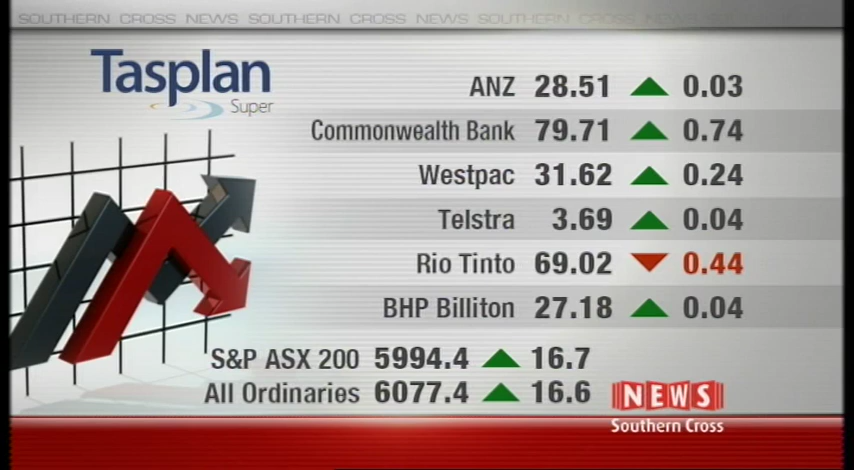 SOUTHERN CROSS NEWS SOUTHERN CROSS NEWS SOUTHERN CROSS NEWS SOUTHERN CROSS NEWS
Tasplan
Super
ANZ 28.51 ▲ 0.03
Commonwealth Bank 79.71 ▲ 0.74
Westpac 31.62 ▲ 0.24
Telstra 3.69 ▲ 0.04
Rio Tinto 69.02 ▼ 0.44
BHP Billiton 27.18 ▲ 0.04
S&P ASX 200 5994.4 ▲ 16.7
All Ordinaries 6077.4 ▲ 16.6
NEWS
Southern Cross